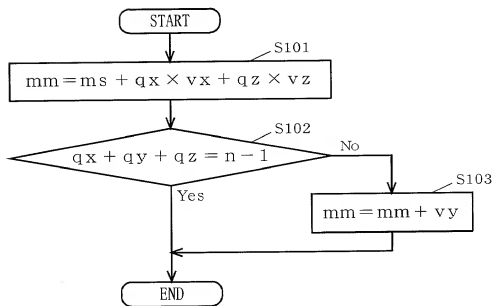 START
S101
mm=ms+qx×vx+qz×vz
S102
qx+qy+qz=n-1
No
S103
Yes
mm=mm+vy
END